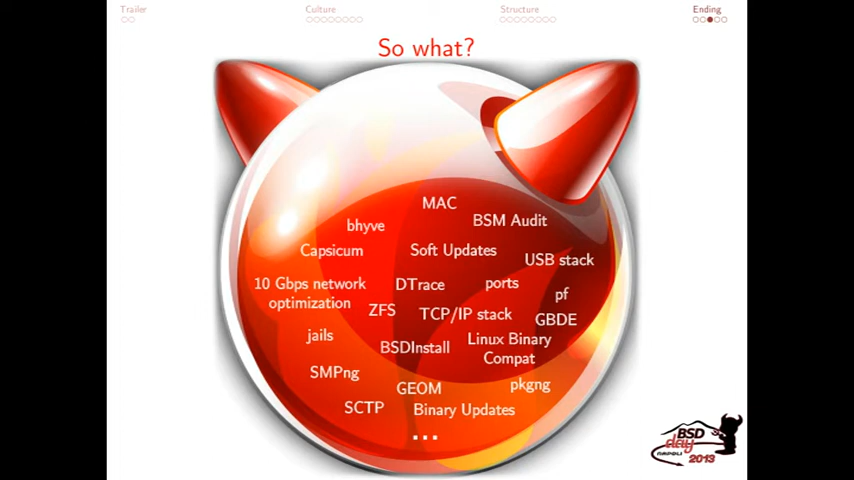 Trailer
Culture
Structure
Ending
So what?
MAC
bhyve
BSM Audit
Capsicum
Soft Updates
USB stack
10 Gbps network
optimization
DTrace
ports
pf
ZFS
TCP/IP stack
GBDE
jails
BSDInstall
Linux Binary
Compat
SMPng
GEOM
pkgng
SCTP
Binary Updates
...
BSD
day
NAPOLI
2013